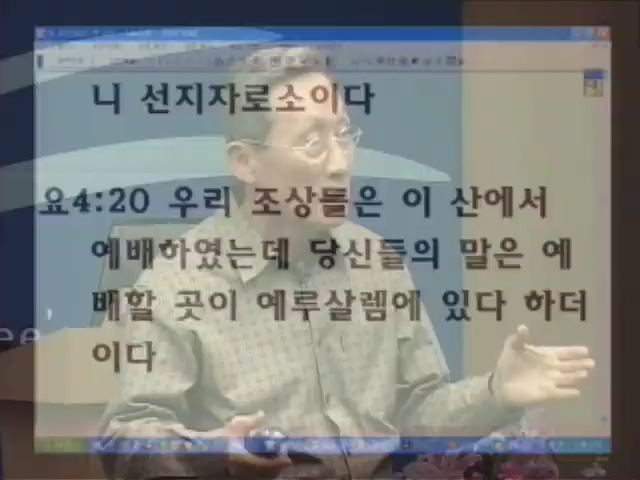 니 선지자로소이다
요4:20 우리 조상들은 이 산에서
예배하였는데 당신들의 말은 예
배할 곳이 예루살렘에 있다 하더
이다
ee